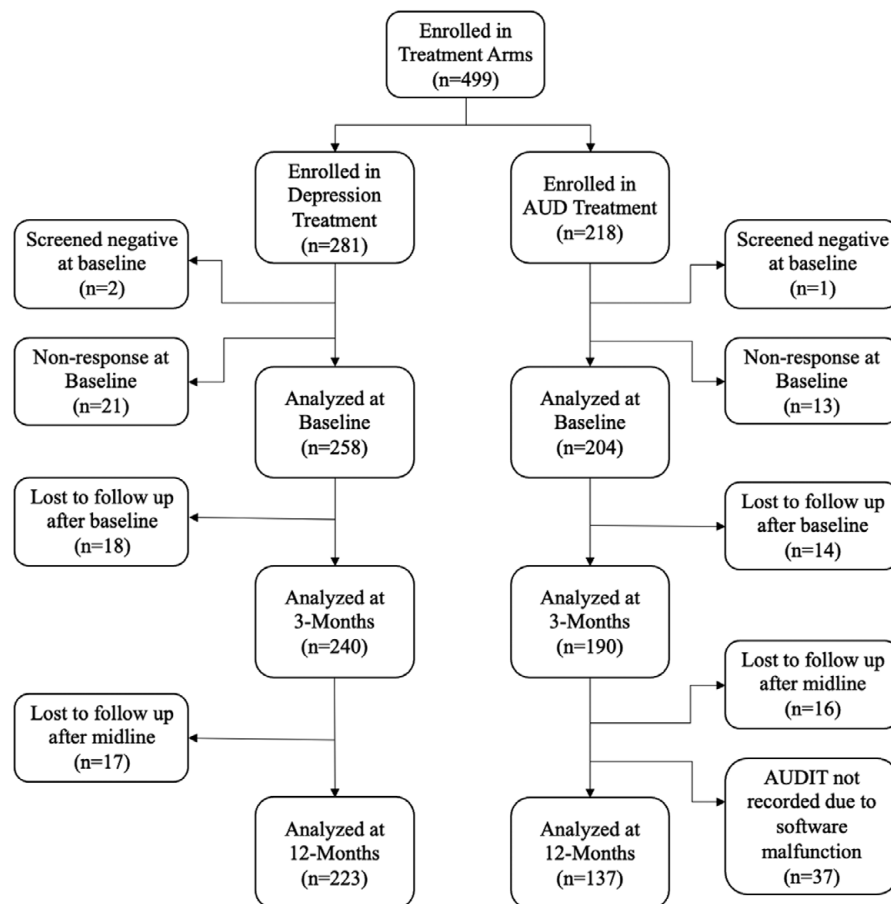 Enrolled in
Treatment Arms
(n=499)
Enrolled in
Depression
Treatment
(n=281)
Enrolled in
AUD Treatment
(n=218)
Screened negative
at baseline
(n=2)
Screened negative
at baseline
(n=1)
Non-response at
Baseline
(n=21)
Non-response at
Baseline
(n=13)
Analyzed at
Baseline
(n=258)
Analyzed at
Baseline
(n=204)
Lost to follow up
after baseline
(n=18)
Lost to follow up
after baseline
(n=14)
Analyzed at
3-Months
(n=240)
Analyzed at
3-Months
(n=190)
Lost to follow up
after midline
(n=16)
Lost to follow up
after midline
(n=17)
AUDIT not
recorded due to
software
malfunction
(n=37)
Analyzed at
12-Months
(n=223)
Analyzed at
12-Months
(n=137)